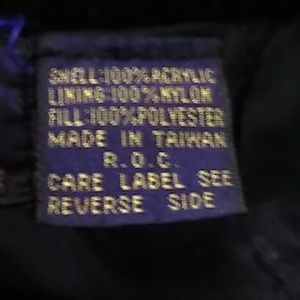 SHELL:100%ACRYLIC
LINING:100%NYLON
FILL:100%POLYESTER
MADE IN TAIWAN
R.O.C.
CARE LABEL SEE
REVERSE SIDE